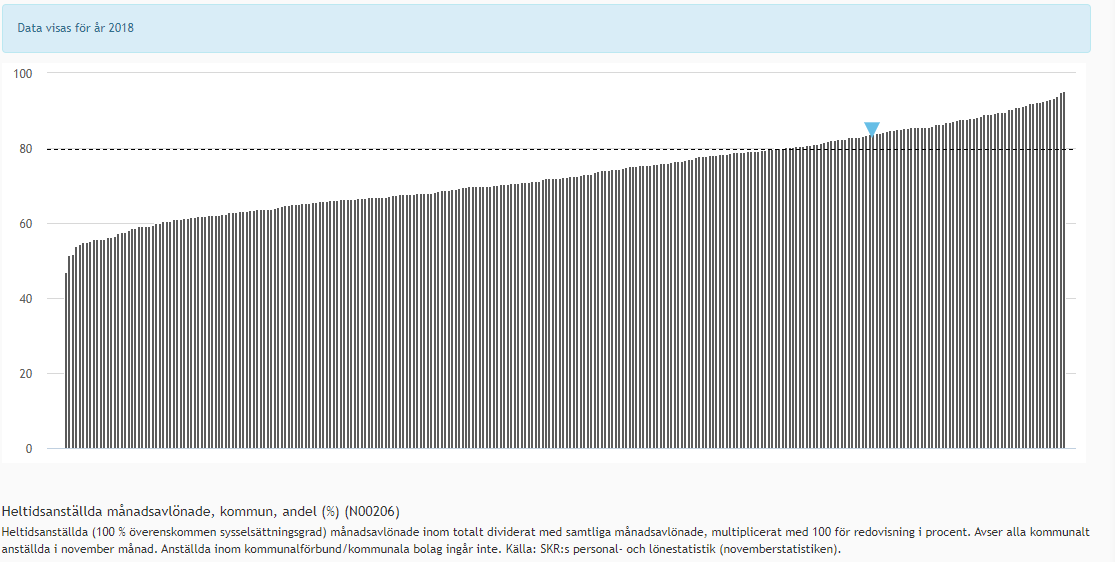 Data visas för år 2018
100
80
60
40
20
0
Heltidsanställda månadsavlönade, kommun, andel (%) (N00206)
Heltidsanställda (100 % överenskommen sysselsättningsgrad) månadsavlönade inom totalt dividerat med samtliga månadsavlönade, multiplicerat med 100 för redovisning i procent. Avser alla kommunalt
anställda i november månad. Anställda inom kommunalförbund/kommunala bolag ingår inte. Källa: SKR:s personal- och lönestatistik (novemberstatistiken).